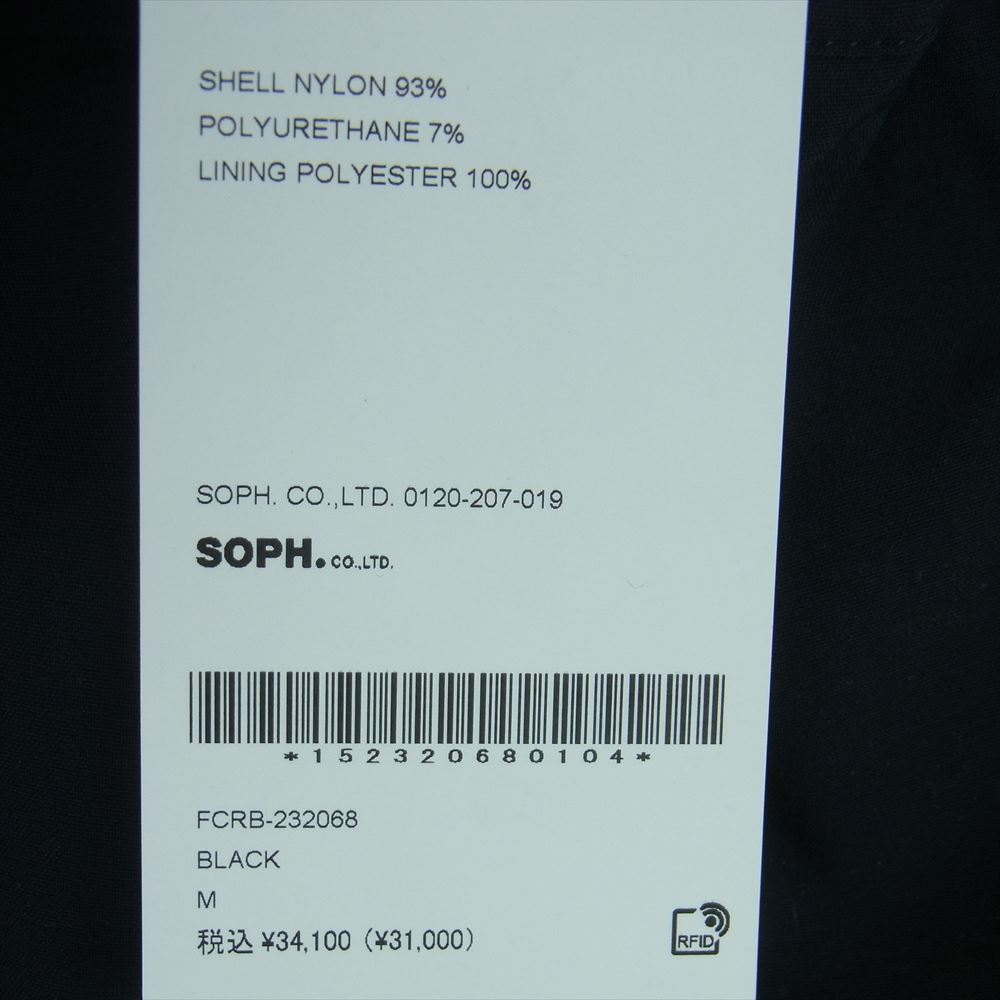 SHELL NYLON 93%
POLYURETHANE 7%
LINING POLYESTER 100%
SOPH. CO.,LTD. 0120-207-019
SOPH. CO.,LTD.
*152320680104*
FCRB-232068
BLACK
M
税込 ¥34,100 (¥31,000)
RFID